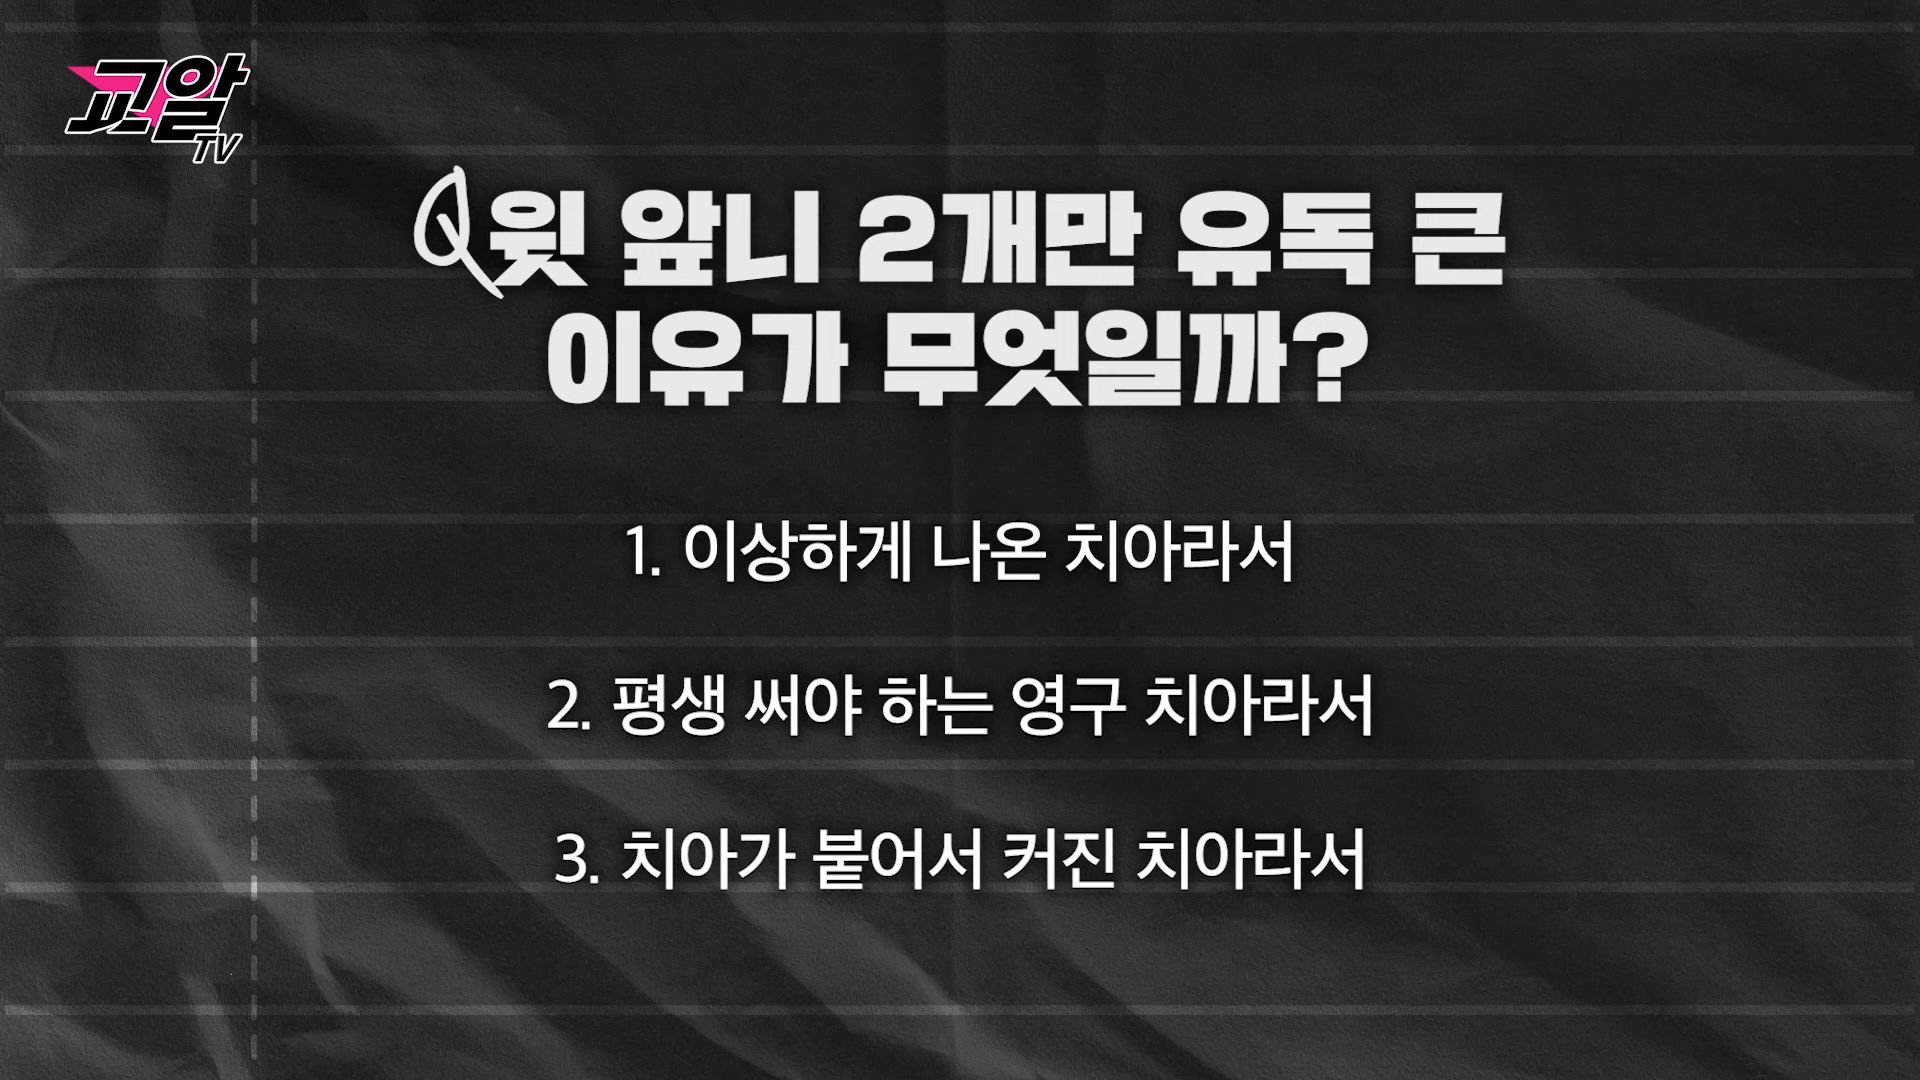 교알
TV
Q윗 앞니 2개만 유독 큰
이유가 무엇일까?
1. 이상하게 나온 치아라서
2. 평생 써야 하는 영구 치아라서
3. 치아가 붙어서 커진 치아라서